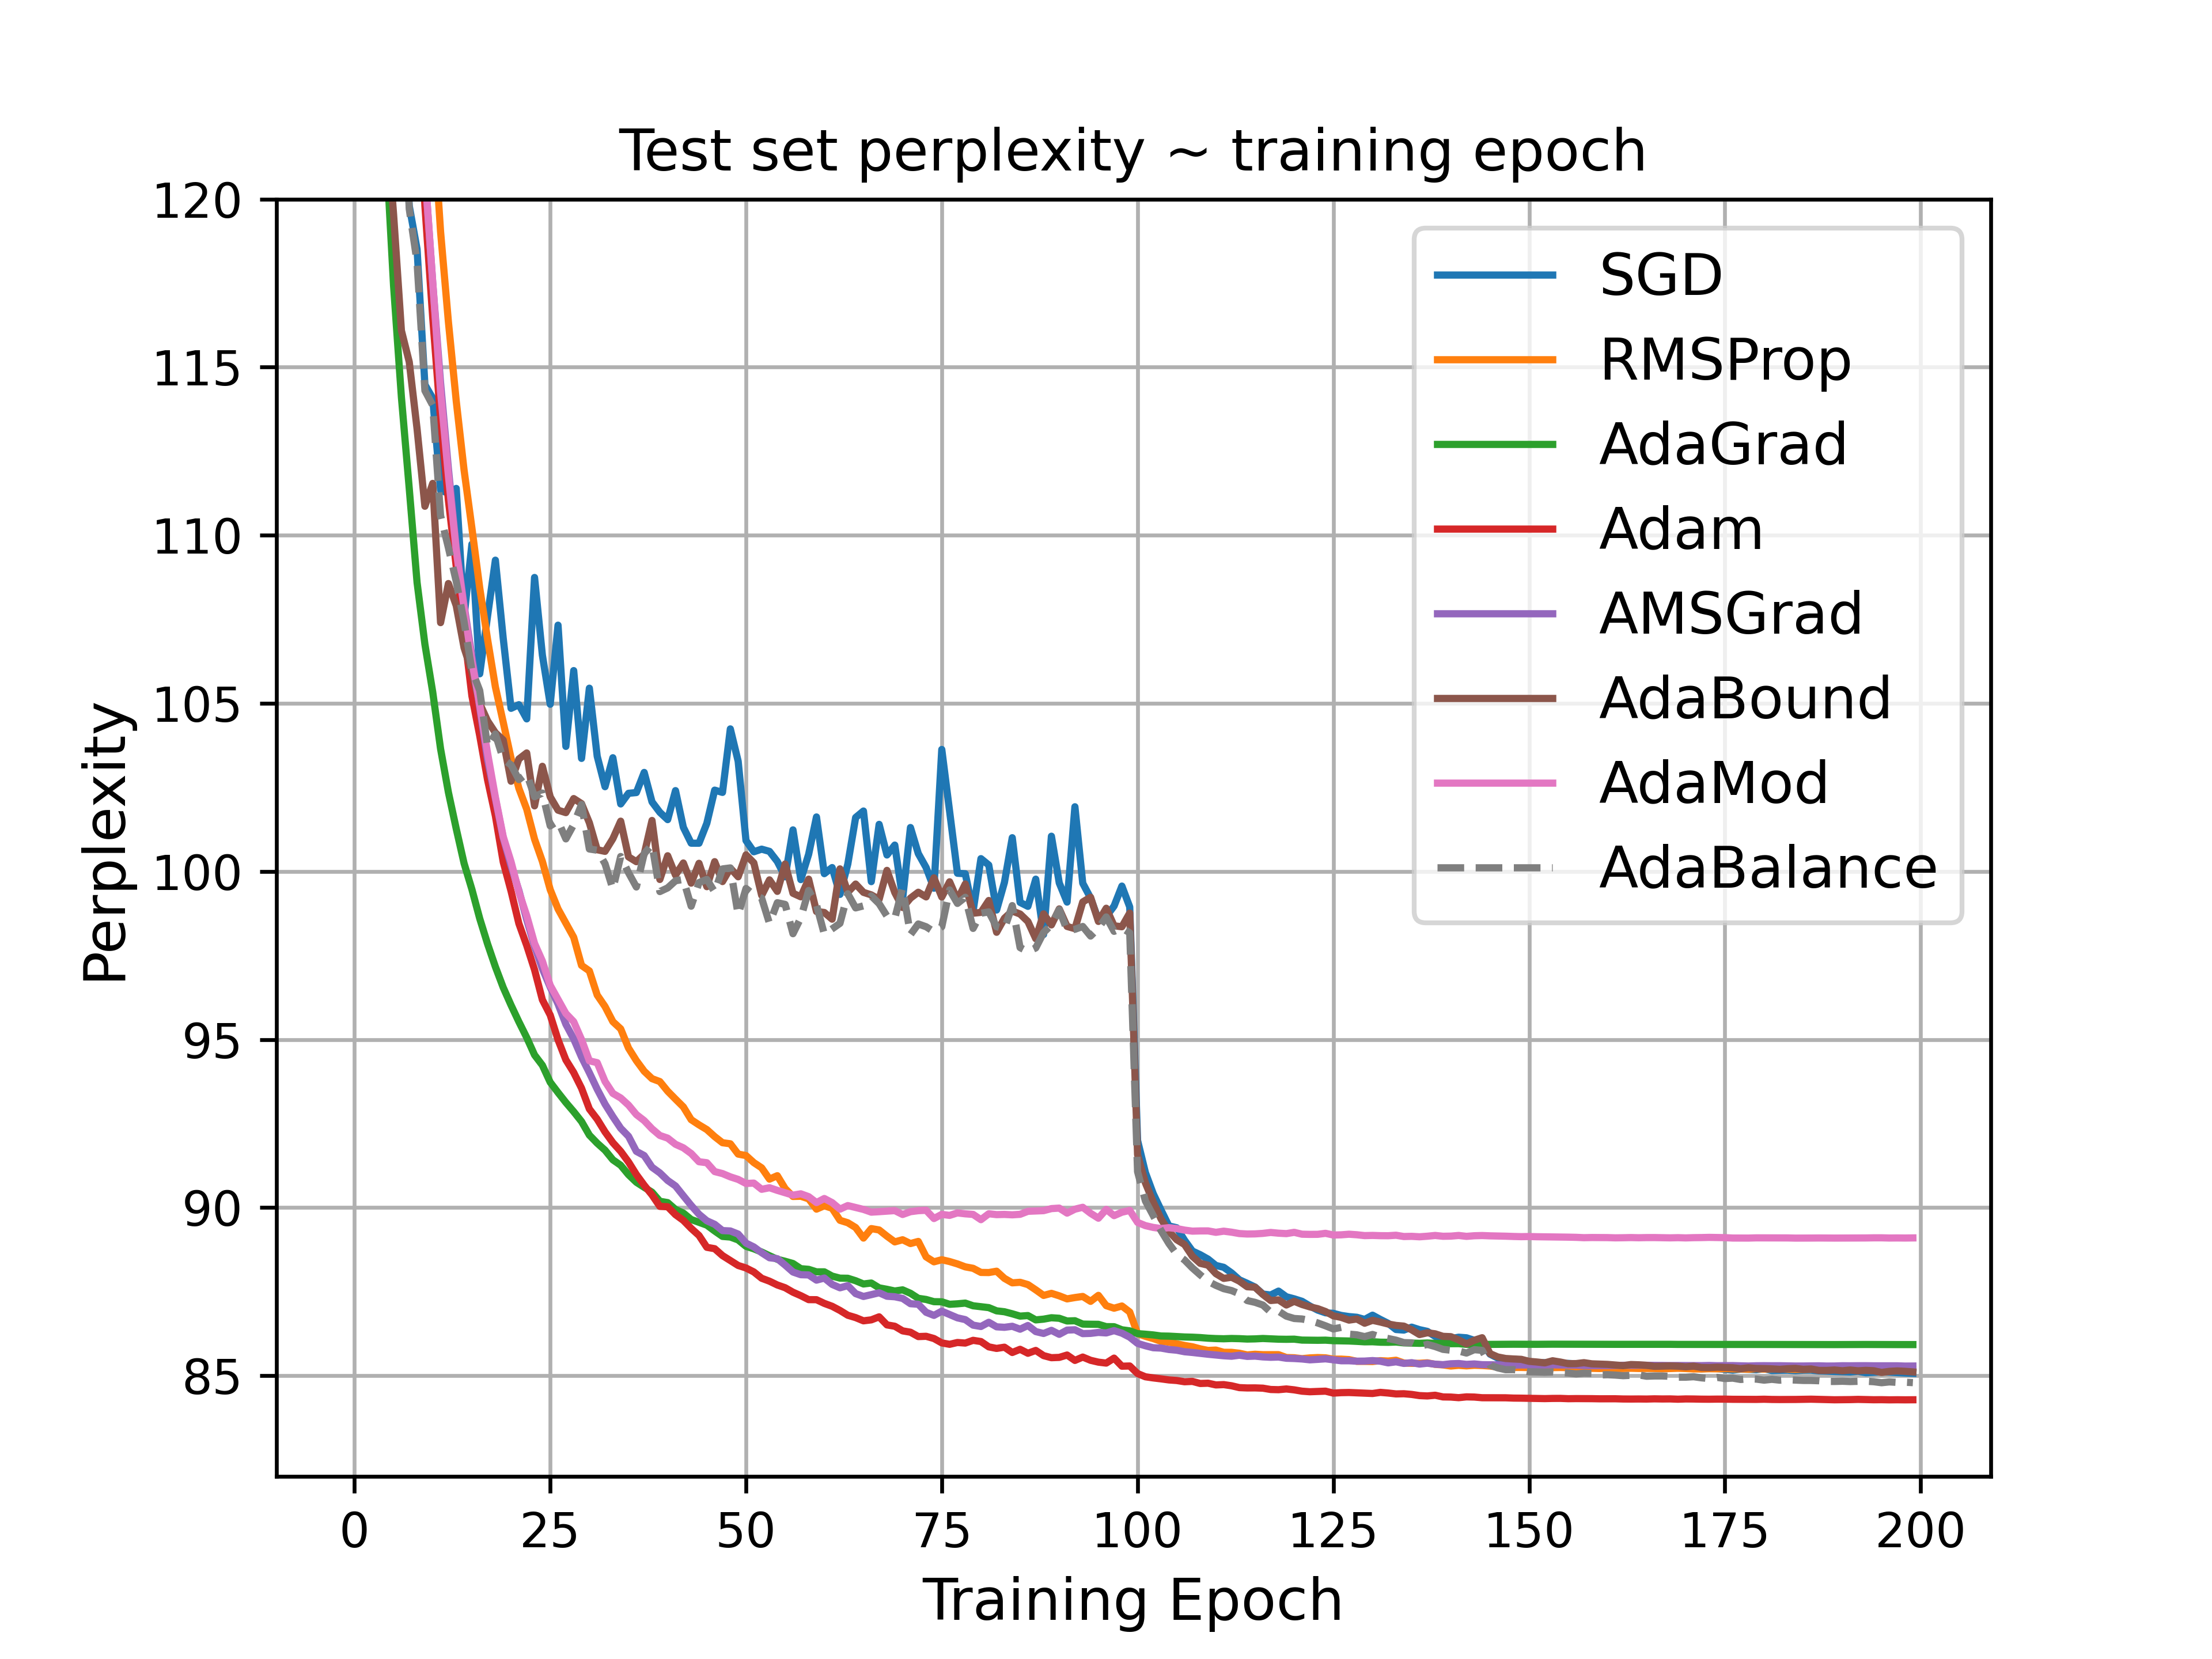 Test set perplexity ~ training epoch
120
115
110
105
100
95
90
85
Perplexity
SGD
RMSProp
AdaGrad
Adam
AMSGrad
AdaBound
AdaMod
AdaBalance
0 25 50 75 100 125 150 175 200
Training Epoch